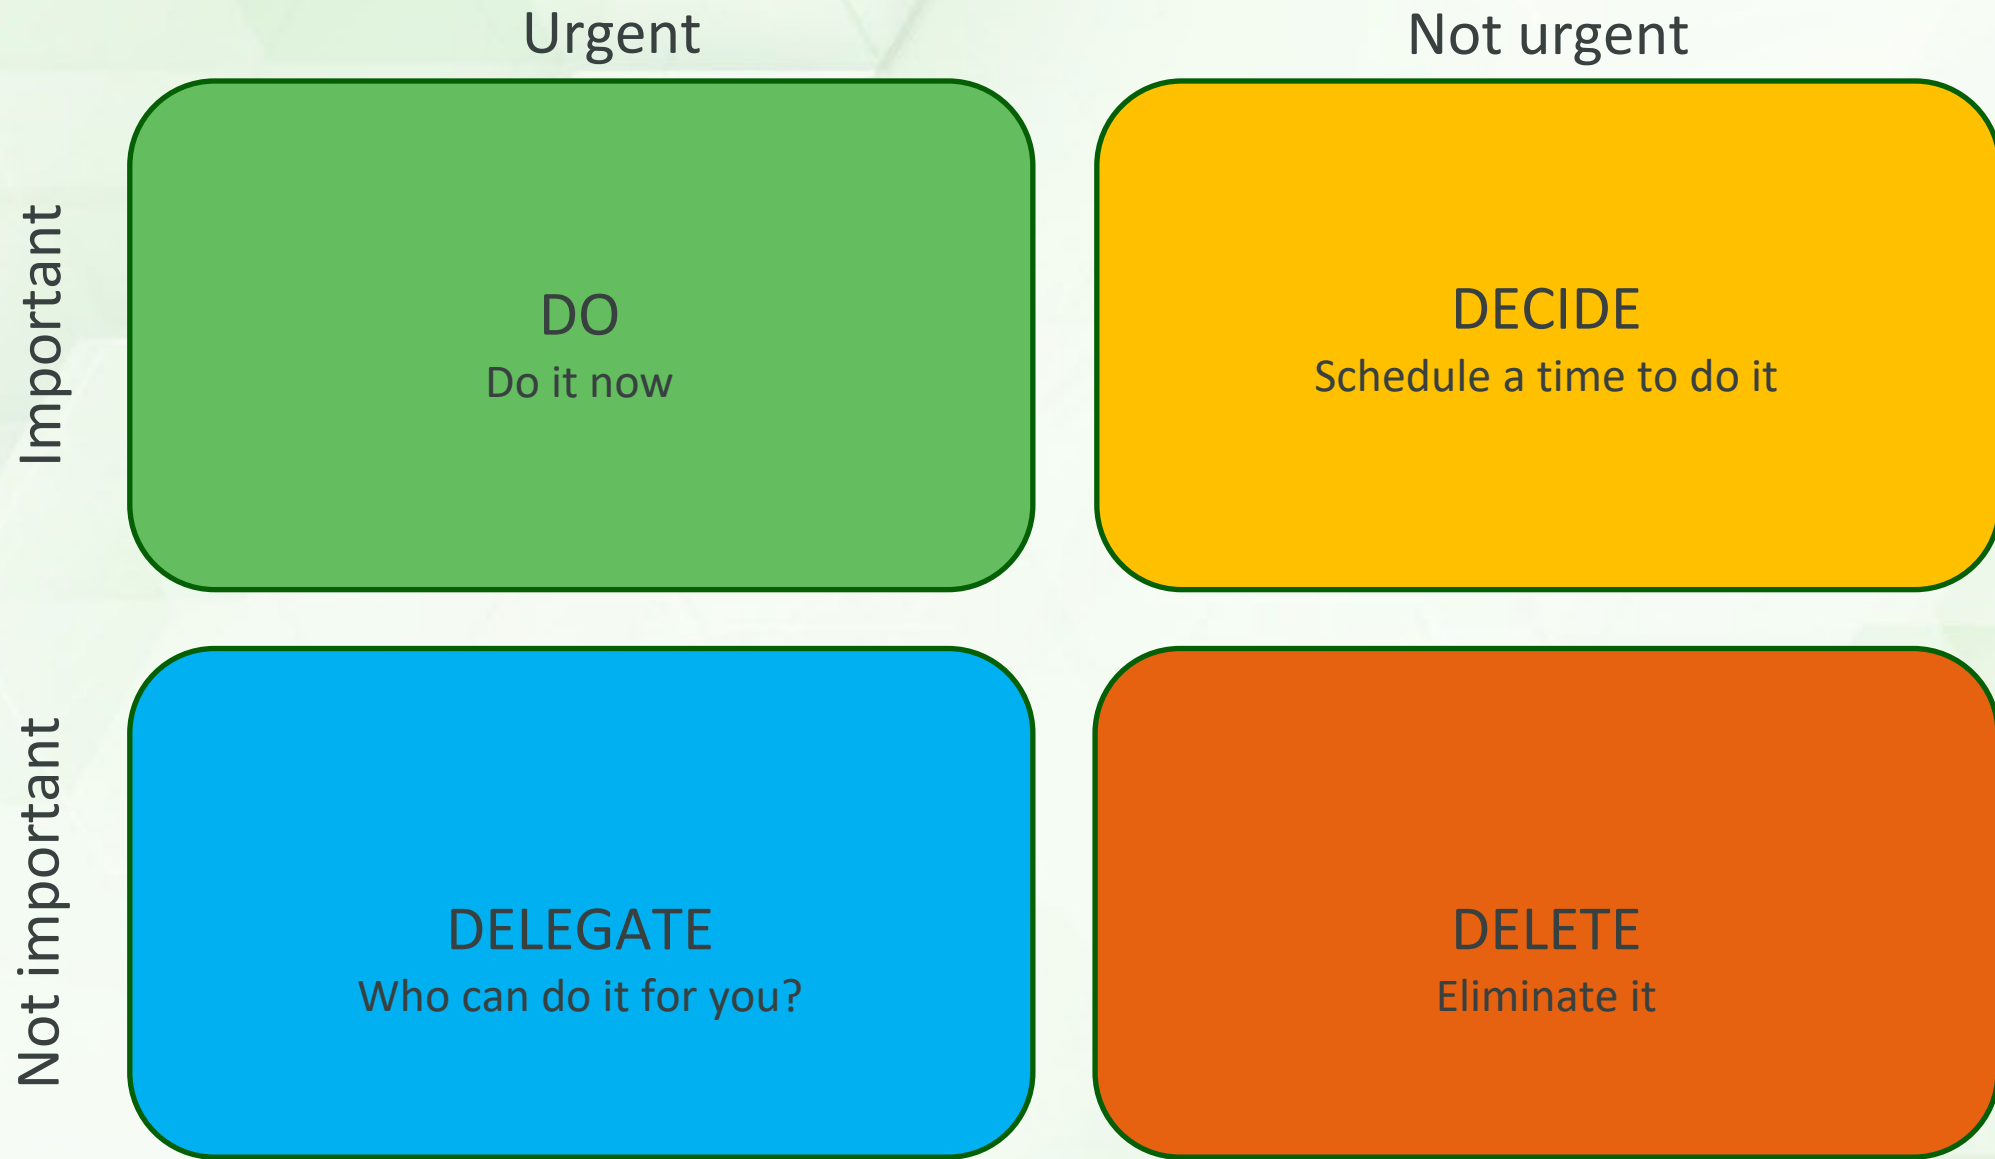 Urgent
Not urgent
Important
DO
Do it now
DECIDE
Schedule a time to do it
Not important
DELEGATE
Who can do it for you?
DELETE
Eliminate it